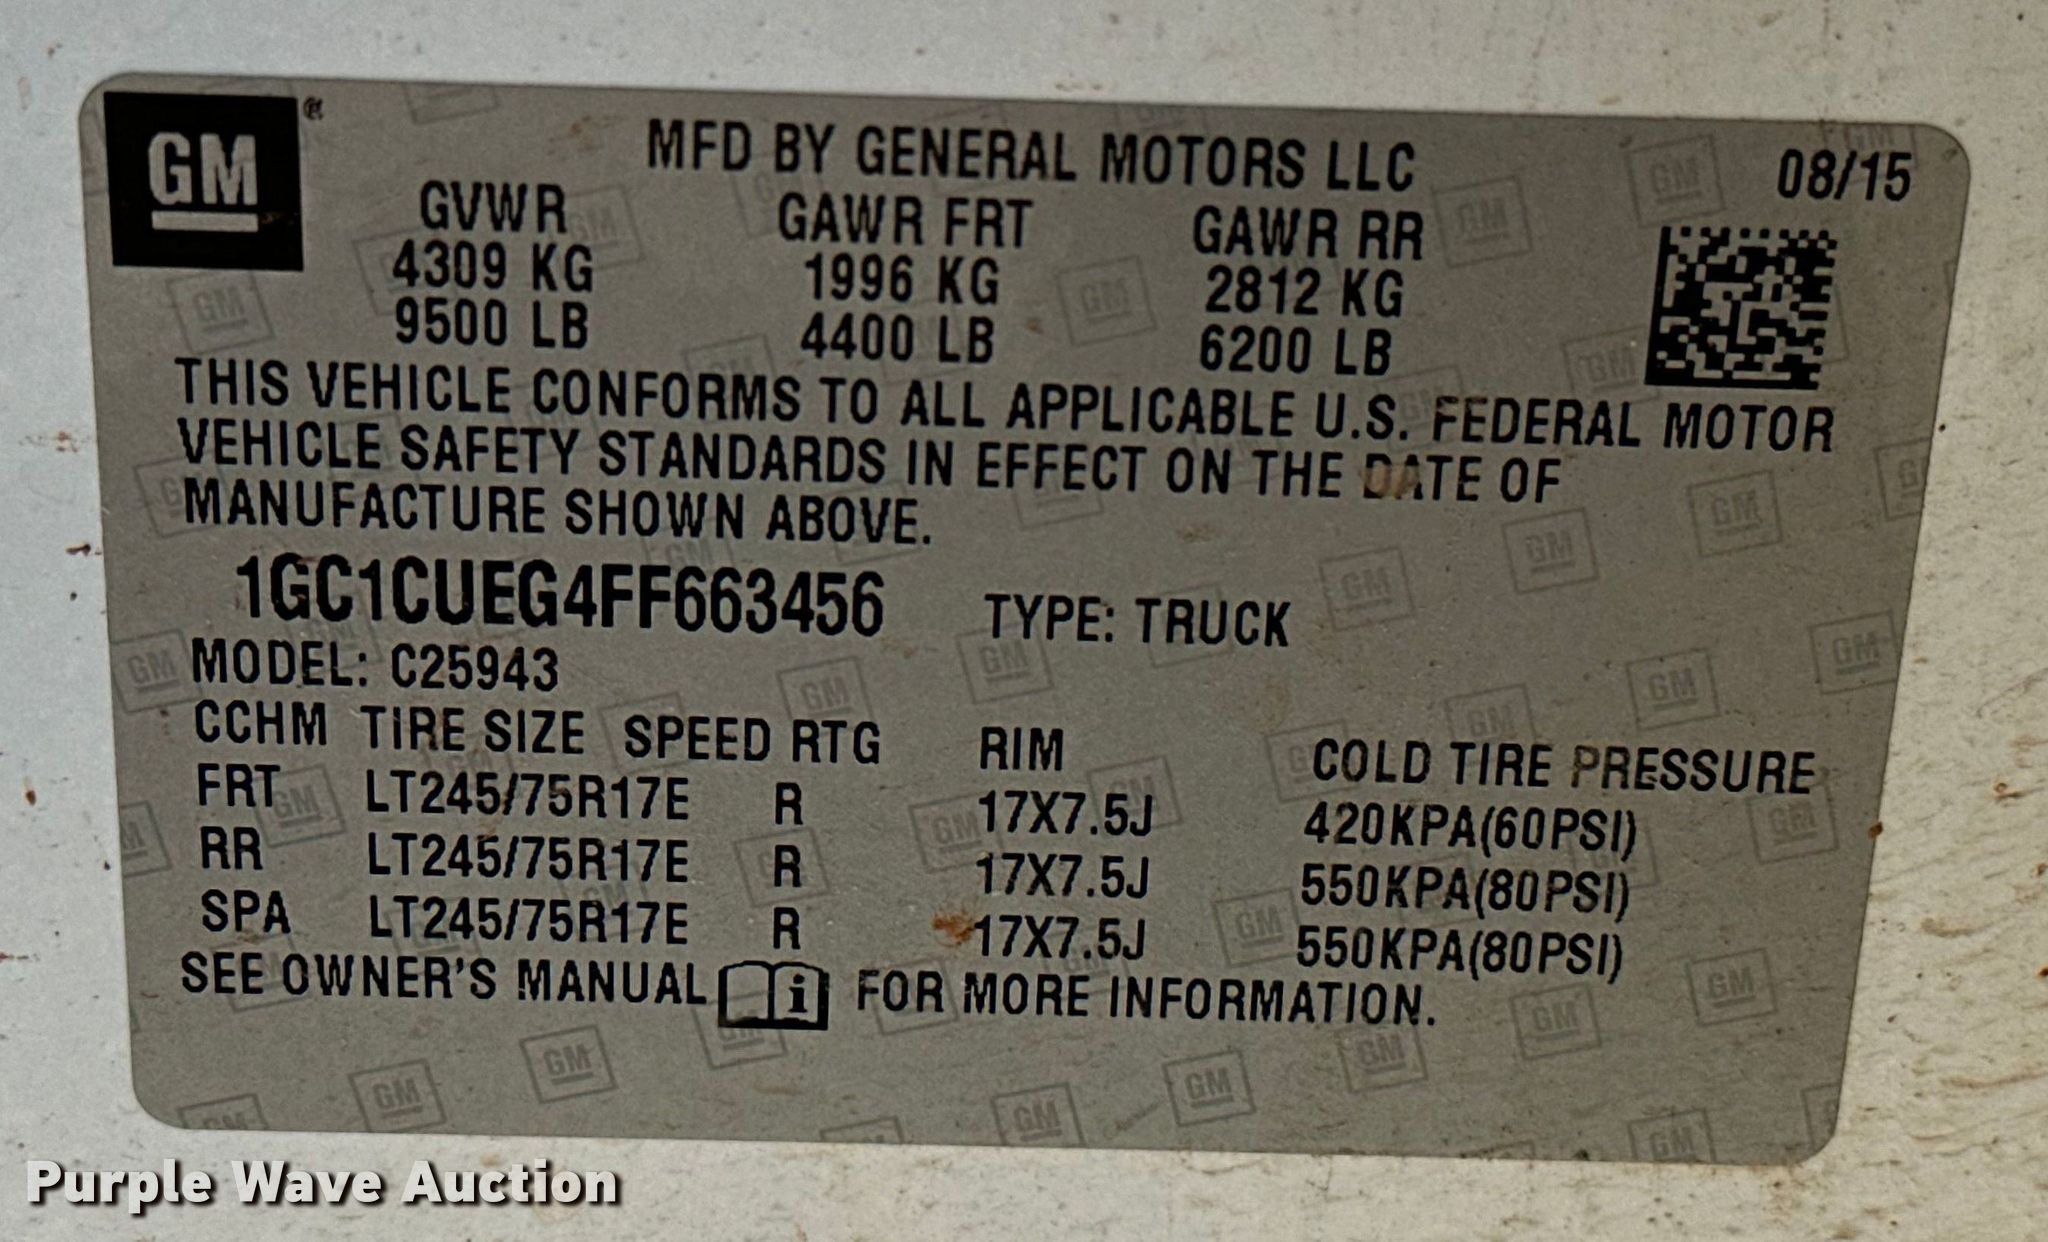 GM
MFD BY GENERAL MOTORS LLC 08/15
GVWR GAWR FRT GAWR RR
4309 KG 1996 KG 2812 KG
9500 LB 4400 LB 6200 LB
THIS VEHICLE CONFORMS TO ALL APPLICABLE U.S. FEDERAL MOTOR
VEHICLE SAFETY STANDARDS IN EFFECT ON THE DATE OF
MANUFACTURE SHOWN ABOVE.
1GC1CUEG4FF663456 TYPE: TRUCK
MODEL: C25943
CCHM TIRE SIZE SPEED RTG RIM COLD TIRE PRESSURE
FRT LT245/75R17E R 17X7.5J 420KPA(60PSI)
RR LT245/75R17E R 17X7.5J 550KPA(80PSI)
SPA LT245/75R17E R 17X7.5J 550KPA(80PSI)
SEE OWNER'S MANUAL i FOR MORE INFORMATION.
Purple Wave Auction